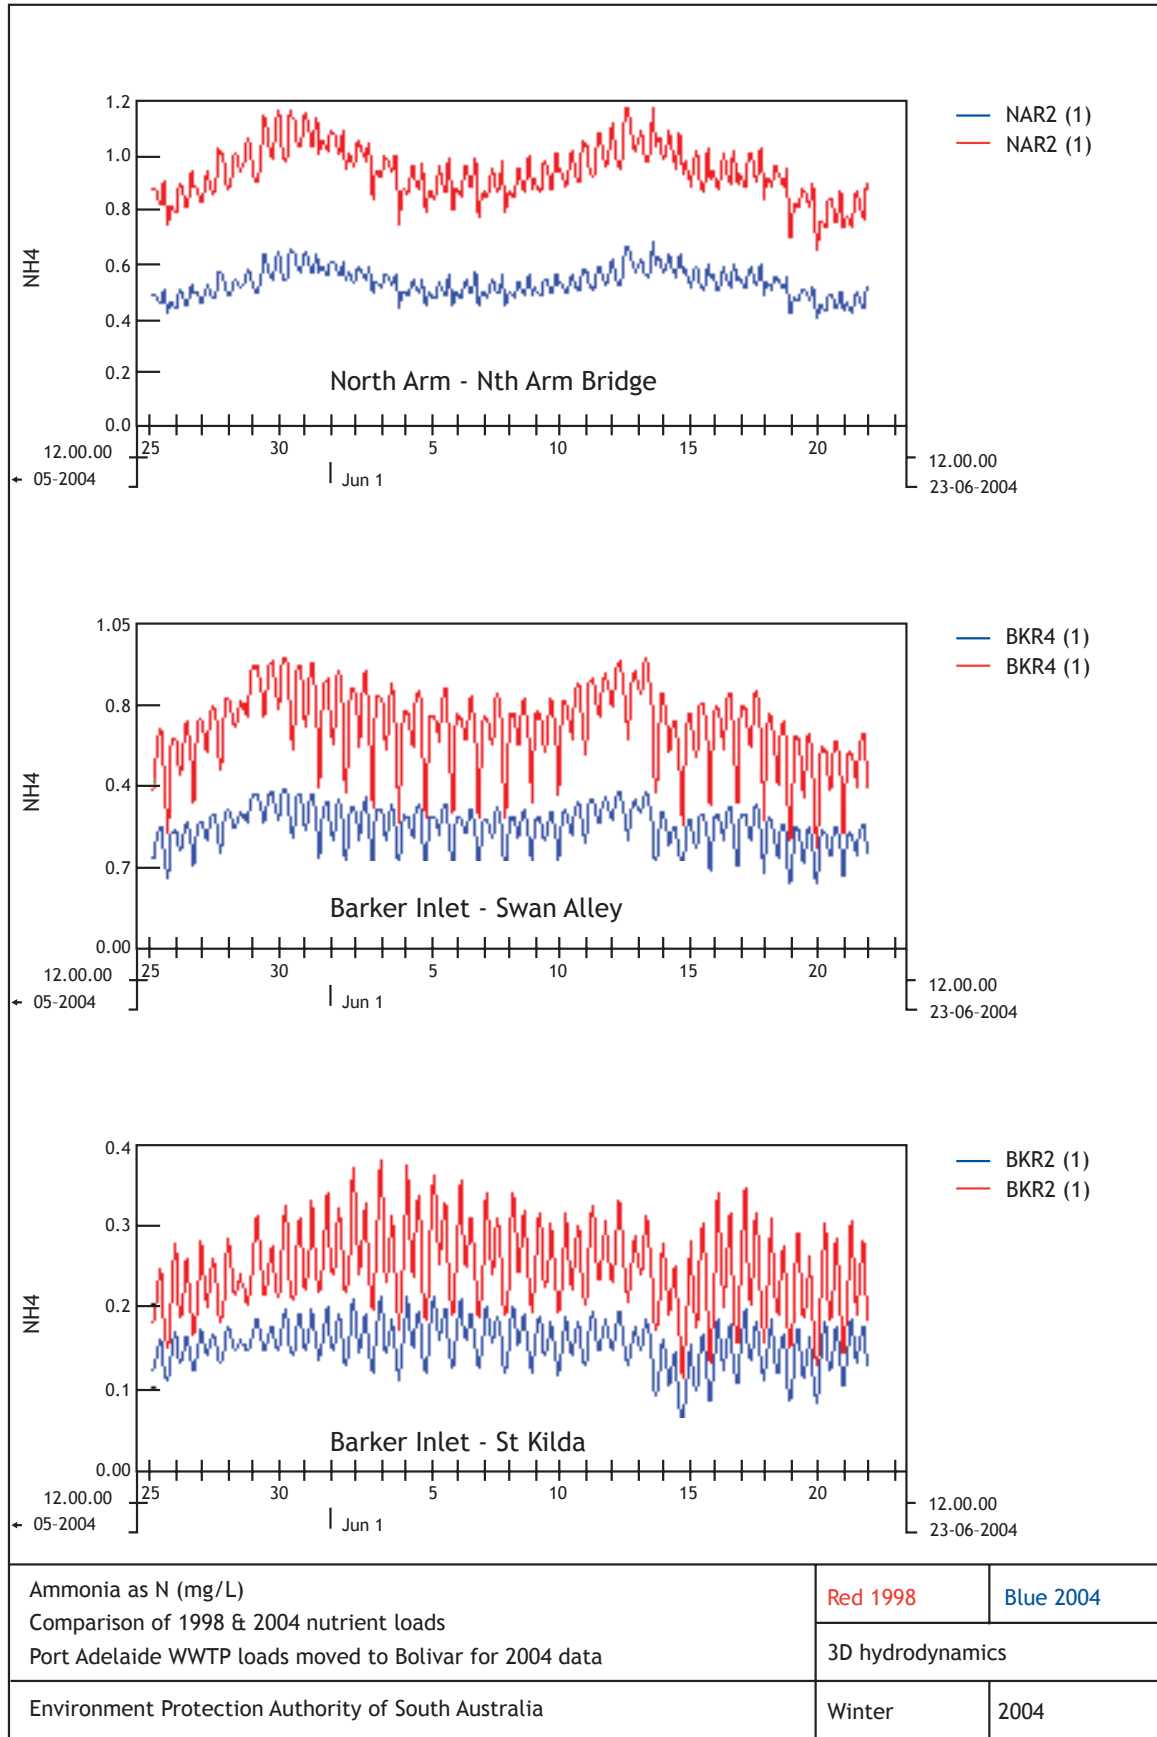 1.2
1.0
0.8
0.6
0.4
0.2
0.0
NH4
NAR2 (1)
NAR2 (1)
North Arm - Nth Arm Bridge
25 30 5 10 15 20
12.00.00
← 05-2004
Jun 1
12.00.00
23-06-2004
1.05
0.8
0.4
0.7
0.00
NH4
BKR4 (1)
BKR4 (1)
Barker Inlet - Swan Alley
25 30 5 10 15 20
12.00.00
← 05-2004
Jun 1
12.00.00
23-06-2004
0.4
0.3
0.2
0.1
0.00
NH4
BKR2 (1)
BKR2 (1)
Barker Inlet - St Kilda
25 30 5 10 15 20
12.00.00
← 05-2004
Jun 1
12.00.00
23-06-2004
Ammonia as N (mg/L)
Comparison of 1998 & 2004 nutrient loads
Port Adelaide WWTP loads moved to Bolivar for 2004 data
Red 1998
Blue 2004
3D hydrodynamics
Environment Protection Authority of South Australia
Winter
2004